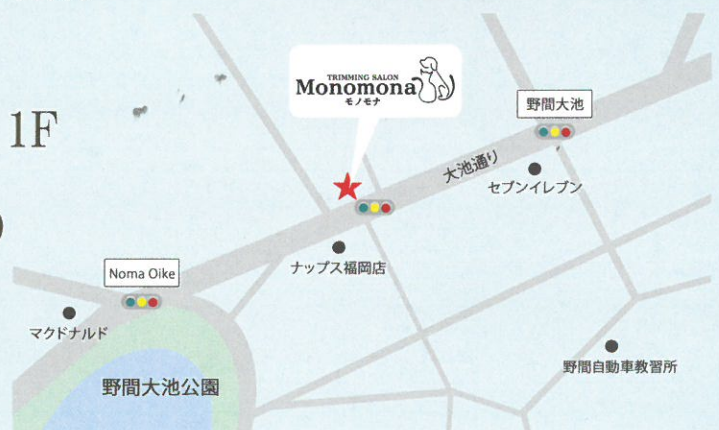 1F
TRIMMING SALON
Monomona
モノモナ
野間大池
大池通り
セブンイレブン
ナップス福岡店
Noma Oike
マクドナルド
野間自動車教習所
野間大池公園